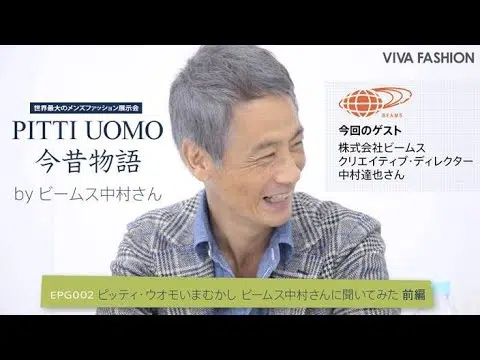 VIVA FASHION
世界最大のメンズファッション展示会
PITTI UOMO
今昔物語
by ビームス中村さん
BEAMS
今回のゲスト
株式会社ビームス
クリエイティブ・ディレクター
中村達也さん
EPG002 ピッティ・ウオモいまむかし ビームス中村さんに聞いてみた 前編